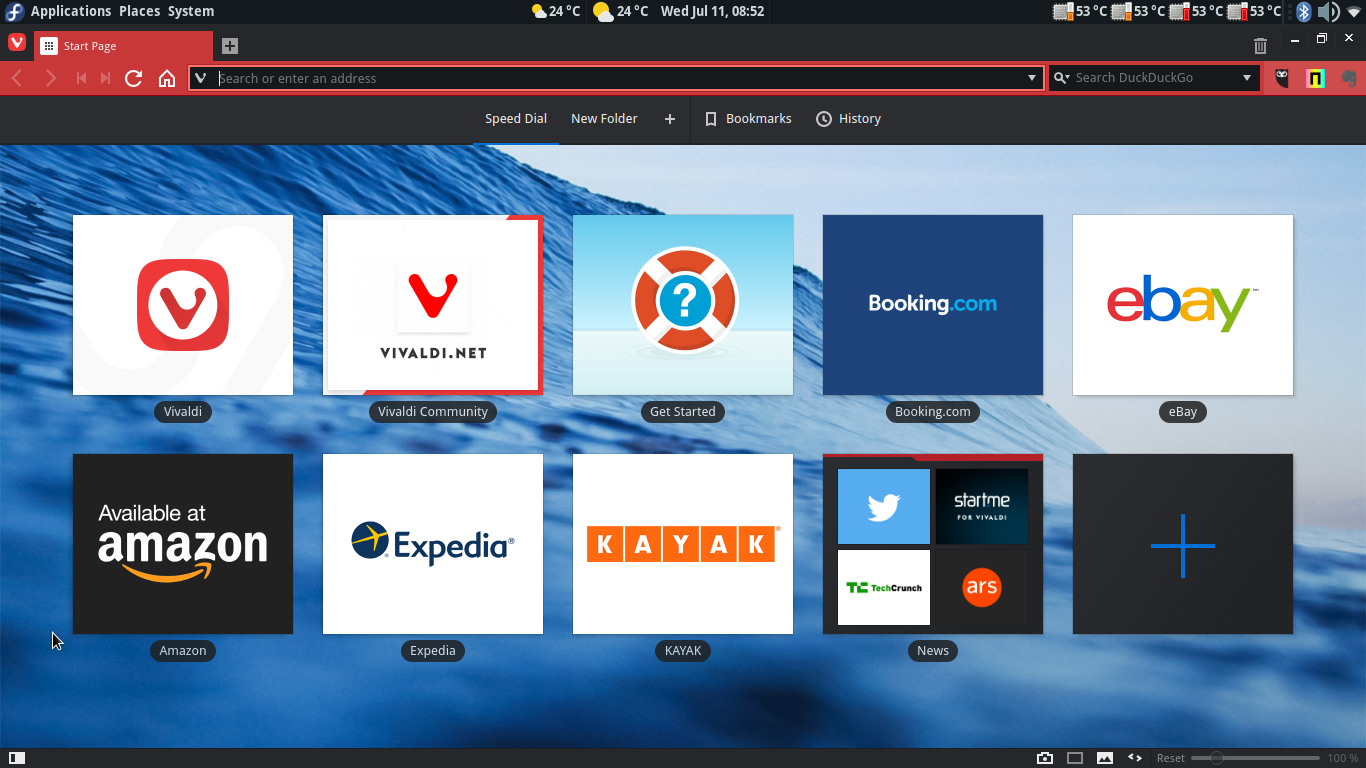 Applications Places System 24 °C 24 °C Wed Jul 11, 08:52 53 °C 53 °C 53 °C 53 °C
Start Page
Search or enter an address Search DuckDuckGo
Speed Dial New Folder Bookmarks History
VIVALDI.NET
?
Booking.com
ebay™
Vivaldi Vivaldi Community Get Started Booking.com eBay
Available at
amazon
Expedia®
KAYAK®
startme
FOR VIVALDI
TC TechCrunch
ars
Amazon Expedia KAYAK News
Reset 100 %